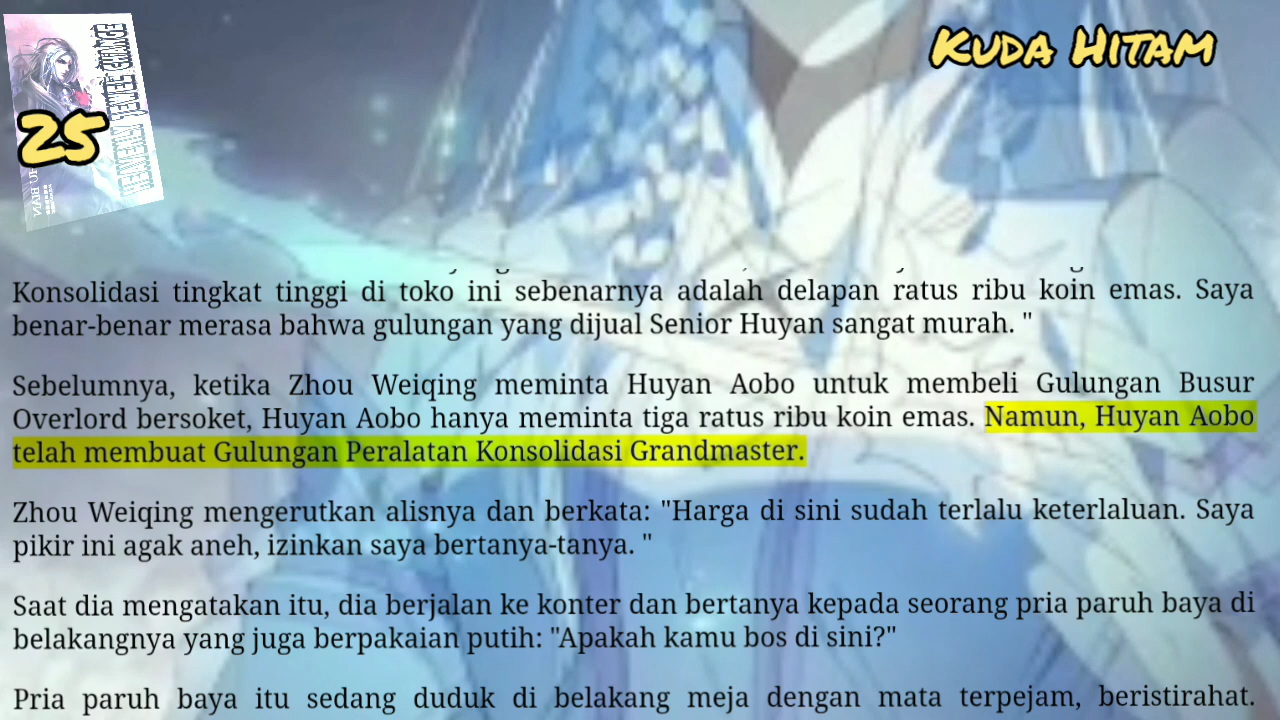 Kuda Hitam
25
HEAVENLY JEWEL CHANGE
Konsolidasi tingkat tinggi di toko ini sebenarnya adalah delapan ratus ribu koin emas. Saya
benar-benar merasa bahwa gulungan yang dijual Senior Huyan sangat murah. "
Sebelumnya, ketika Zhou Weiqing meminta Huyan Aobo untuk membeli Gulungan Busur
Overlord bersoket, Huyan Aobo hanya meminta tiga ratus ribu koin emas. Namun, Huyan Aobo
telah membuat Gulungan Peralatan Konsolidasi Grandmaster.
Zhou Weiqing mengerutkan alisnya dan berkata: "Harga di sini sudah terlalu keterlaluan. Saya
pikir ini agak aneh, izinkan saya bertanya-tanya. "
Saat dia mengatakan itu, dia berjalan ke konter dan bertanya kepada seorang pria paruh baya di
belakangnya yang juga berpakaian putih: "Apakah kamu bos di sini?"
Pria paruh baya itu sedang duduk di belakang meja dengan mata terpejam, beristirahat.